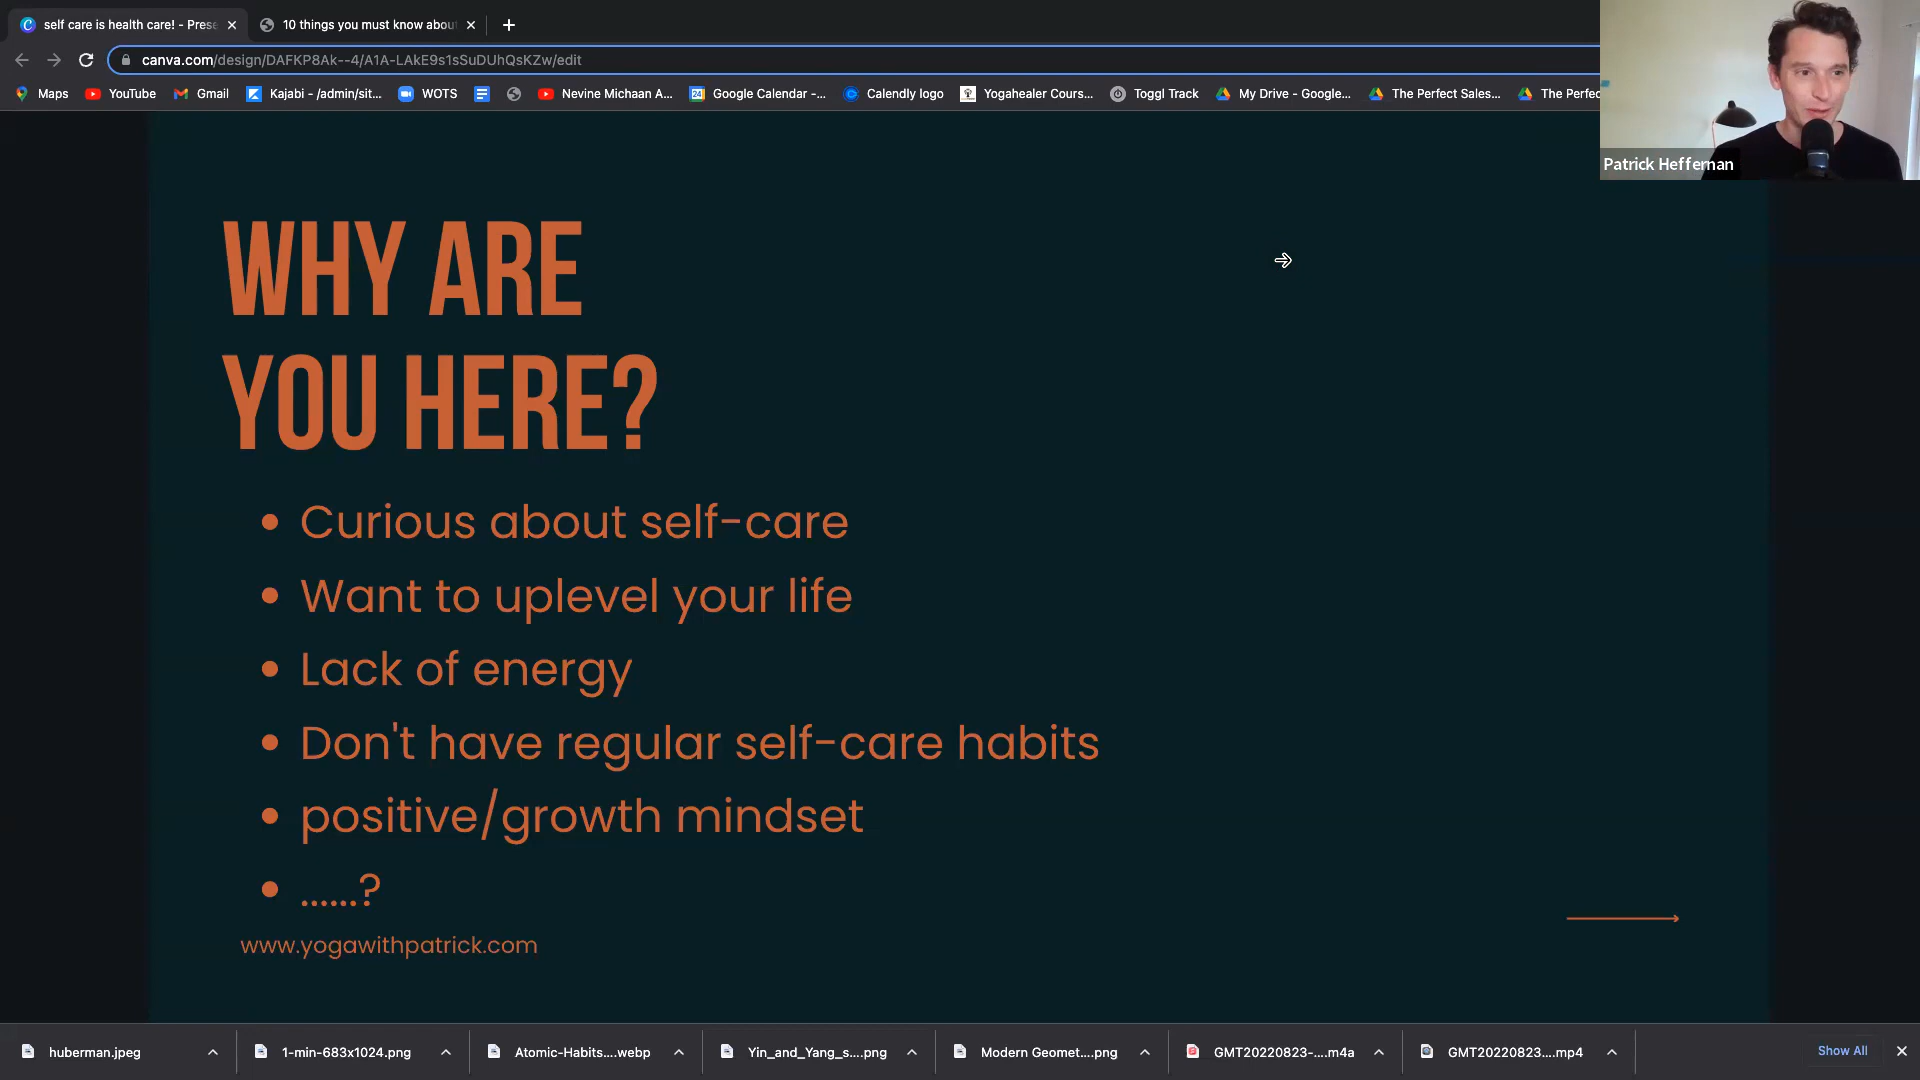 self care is health care! - Prese
10 things you must know abou
canva.com/design/DAFKP8Ak--4/A1A-LAkE9s1sSuDUhQsKZw/edit
Maps
YouTube
Gmail
Kajabi - /admin/sit...
WOTS
Nevine Michaan A...
24
Google Calendar -...
Calendly logo
Yogahealer Cours...
Toggl Track
My Drive - Google...
The Perfect Sales...
The Perfec
Patrick Heffernan
WHY ARE
YOU HERE?
• Curious about self-care
• Want to uplevel your life
• Lack of energy
• Don't have regular self-care habits
• positive/growth mindset
• ......?
www.yogawithpatrick.com
huberman.jpeg
1-min-683x1024.png
Atomic-Habits....webp
Yin_and_Yang_s....png
Modern Geomet....png
GMT20220823-....m4a
GMT20220823....mp4
Show All